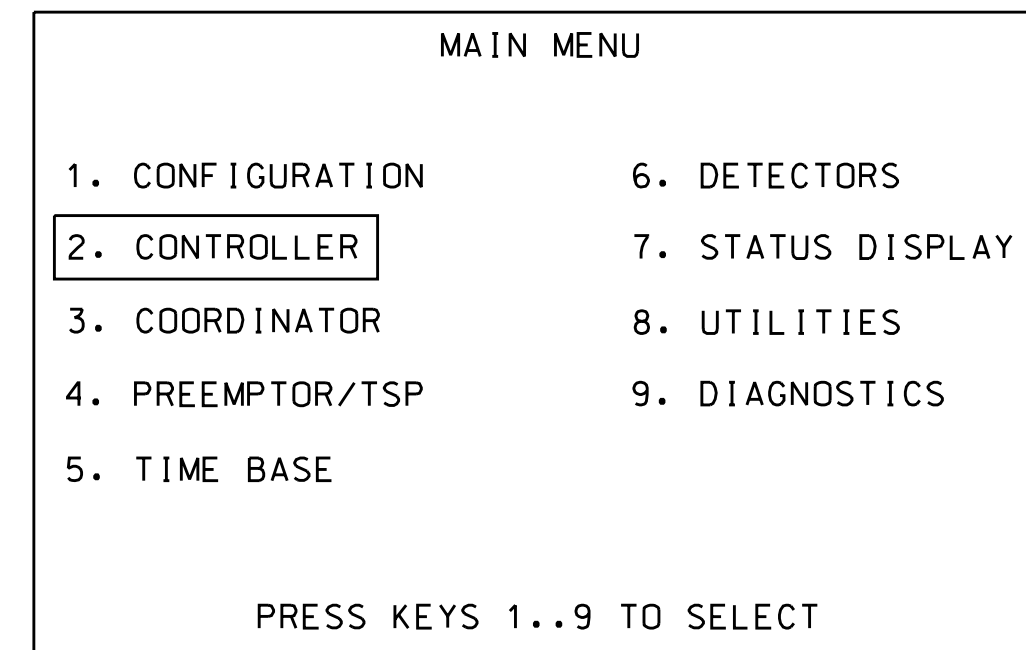 MAIN MENU
1. CONFIGURATION
2. CONTROLLER
3. COORDINATOR
4. PREEMPTOR/TSP
5. TIME BASE
6. DETECTORS
7. STATUS DISPLAY
8. UTILITIES
9. DIAGNOSTICS
PRESS KEYS 1..9 TO SELECT